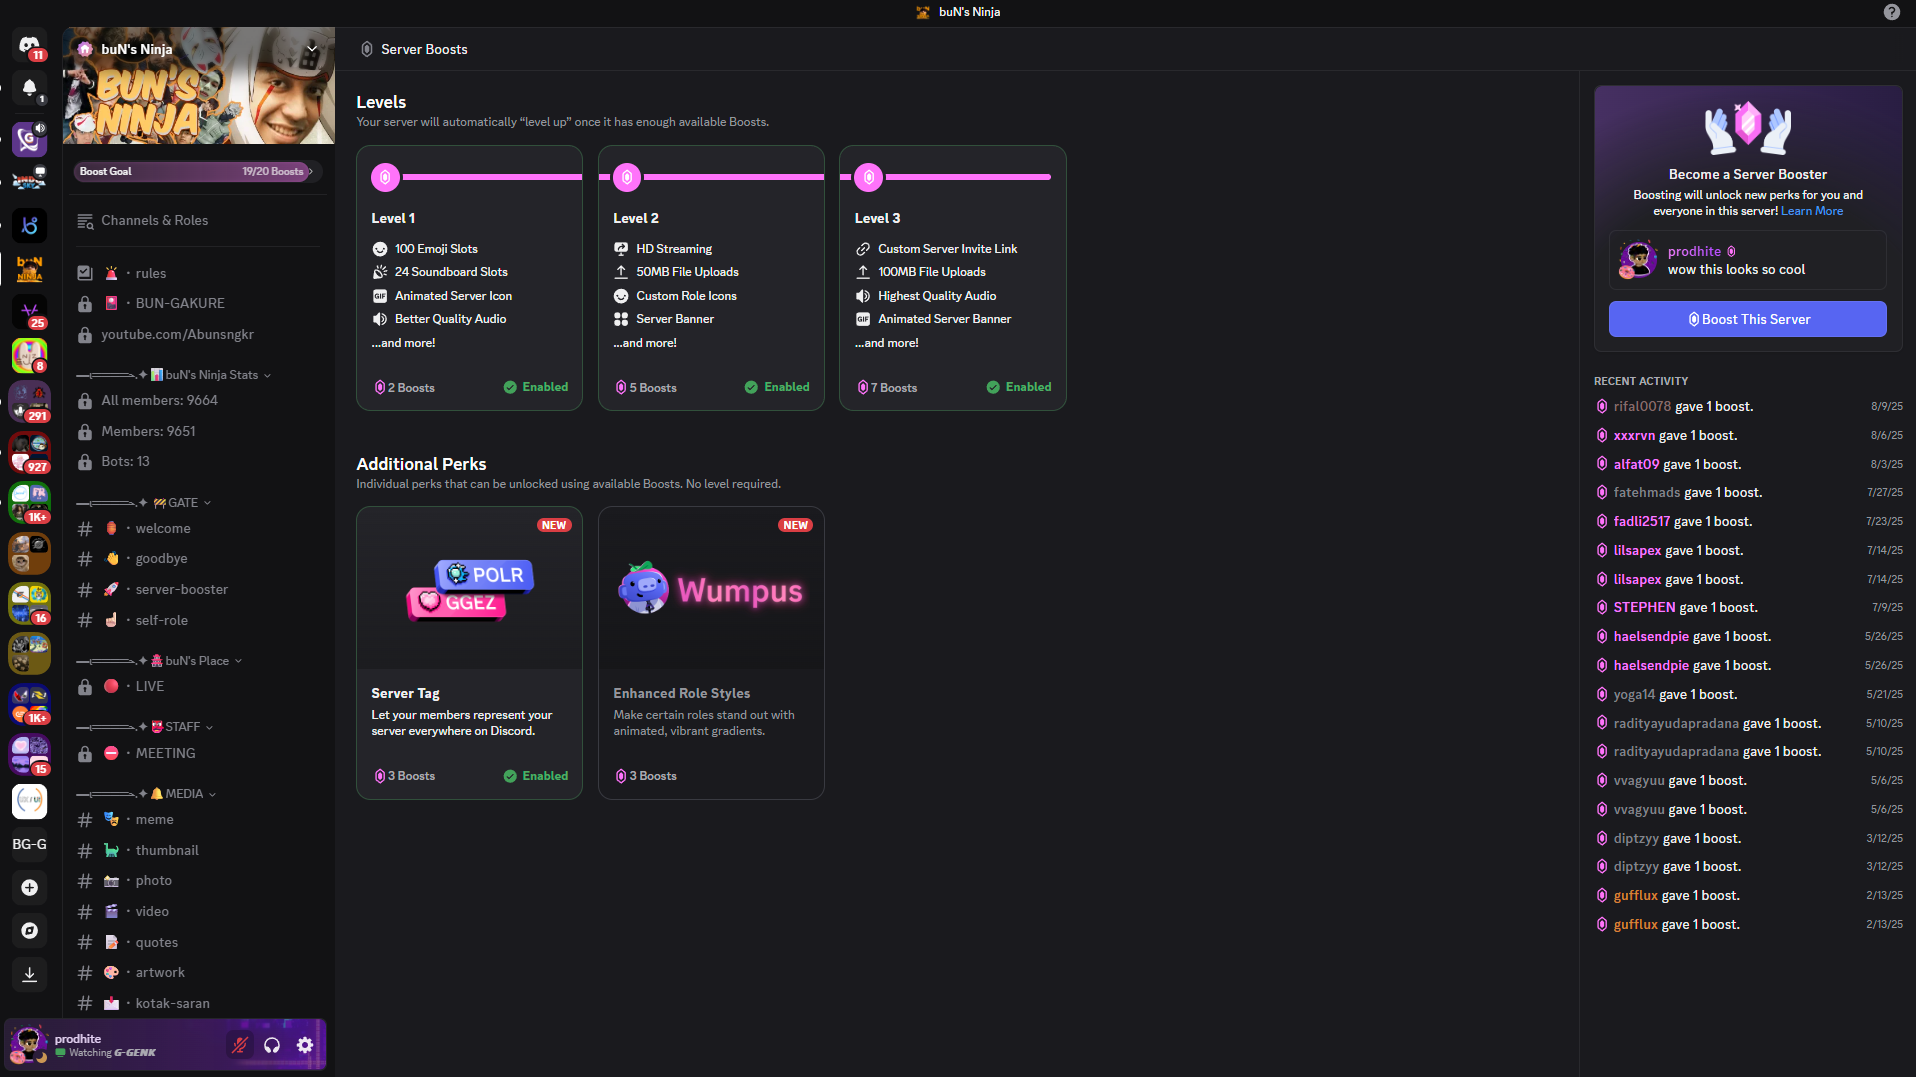 buN's Ninja
11
1
25
8
291
927
1K+
16
1K+
15
BG-G
buN's Ninja
BUN'S
NINJA
Boost Goal 19/20 Boosts
Channels & Roles
rules
BUN-GAKURE
youtube.com/Abunsngkr
buN's Ninja Stats
All members: 9664
Members: 9651
Bots: 13
GATE
welcome
goodbye
server-booster
self-role
buN's Place
LIVE
STAFF
MEETING
MEDIA
meme
thumbnail
photo
video
quotes
artwork
kotak-saran
prodhite
Watching G-GENK
Server Boosts
Levels
Your server will automatically “level up” once it has enough available Boosts.
Level 1
100 Emoji Slots
24 Soundboard Slots
GIF Animated Server Icon
Better Quality Audio
...and more!
2 Boosts Enabled
Level 2
HD Streaming
50MB File Uploads
Custom Role Icons
Server Banner
...and more!
5 Boosts Enabled
Level 3
Custom Server Invite Link
100MB File Uploads
Highest Quality Audio
GIF Animated Server Banner
...and more!
7 Boosts Enabled
Additional Perks
Individual perks that can be unlocked using available Boosts. No level required.
NEW
POLR
GGEZ
Server Tag
Let your members represent your
server everywhere on Discord.
3 Boosts Enabled
NEW
Wumpus
Enhanced Role Styles
Make certain roles stand out with
animated, vibrant gradients.
3 Boosts
Become a Server Booster
Boosting will unlock new perks for you and
everyone in this server! Learn More
prodhite
wow this looks so cool
Boost This Server
RECENT ACTIVITY
rifal0078 gave 1 boost. 8/9/25
xxxrvn gave 1 boost. 8/6/25
alfat09 gave 1 boost. 8/3/25
fatehmads gave 1 boost. 7/27/25
fadli2517 gave 1 boost. 7/23/25
lilsapex gave 1 boost. 7/14/25
lilsapex gave 1 boost. 7/14/25
STEPHEN gave 1 boost. 7/9/25
haelsendpie gave 1 boost. 5/26/25
haelsendpie gave 1 boost. 5/26/25
yoga14 gave 1 boost. 5/21/25
radityayudapradana gave 1 boost. 5/10/25
radityayudapradana gave 1 boost. 5/10/25
vvagyuu gave 1 boost. 5/6/25
vvagyuu gave 1 boost. 5/6/25
diptzyy gave 1 boost. 3/12/25
diptzyy gave 1 boost. 3/12/25
gufflux gave 1 boost. 2/13/25
gufflux gave 1 boost. 2/13/25